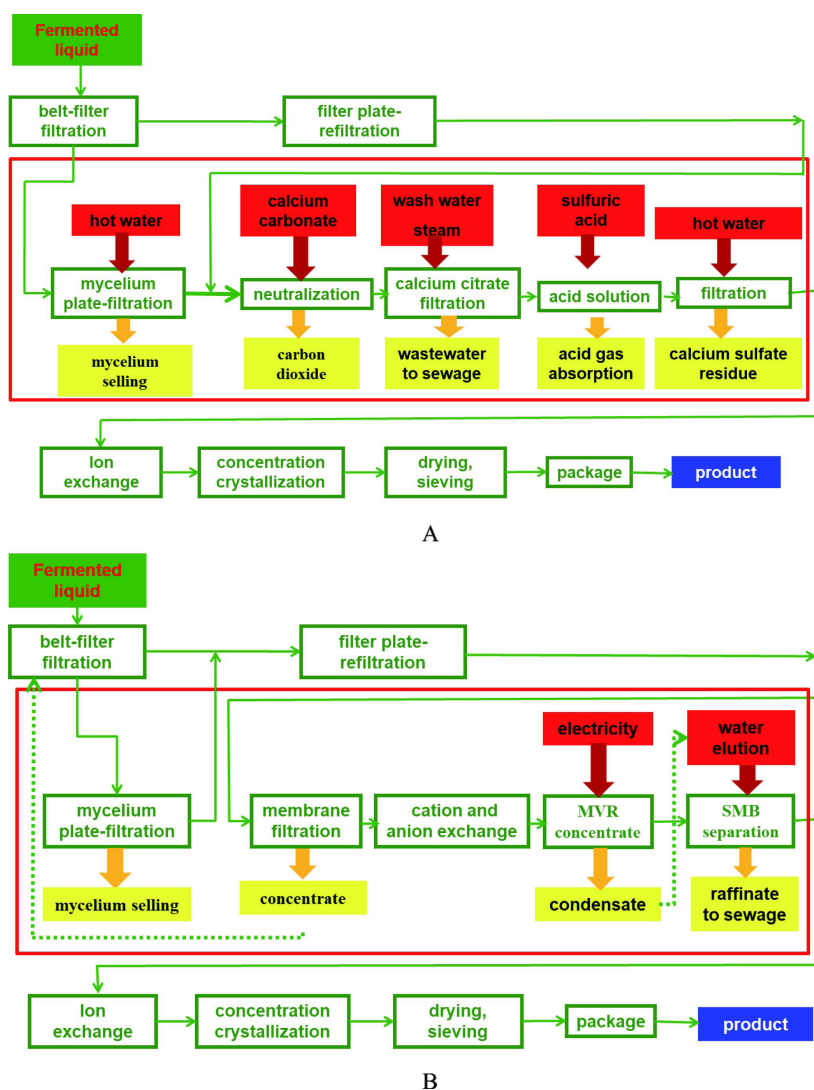 Fermented
liquid
belt-filter
filtration
filter plate-
refiltration
hot water
calcium
carbonate
wash water
steam
sulfuric
acid
hot water
mycelium
plate-filtration
neutralization
calcium citrate
filtration
acid solution
filtration
mycelium
selling
carbon
dioxide
wastewater
to sewage
acid gas
absorption
calcium sulfate
residue
Ion
exchange
concentration
crystallization
drying,
sieving
package
product
A
Fermented
liquid
belt-filter
filtration
filter plate-
refiltration
electricity
water
elution
mycelium
plate-filtration
membrane
filtration
cation and
anion exchange
MVR
concentrate
SMB
separation
mycelium selling
concentrate
condensate
raffinate
to sewage
Ion
exchange
concentration
crystallization
drying,
sieving
package
product
B